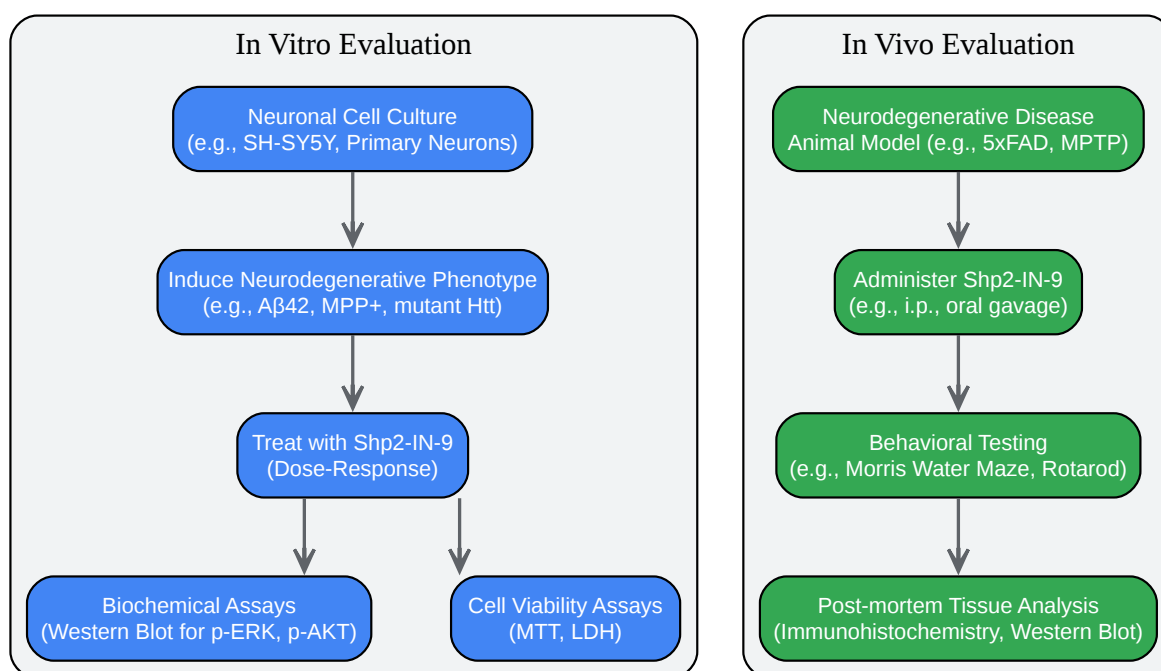 In Vitro Evaluation
Neuronal Cell Culture
(e.g., SH-SY5Y, Primary Neurons)
Induce Neurodegenerative Phenotype
(e.g., Aβ42, MPP+, mutant Htt)
Treat with Shp2-IN-9
(Dose-Response)
Biochemical Assays
(Western Blot for p-ERK, p-AKT)
Cell Viability Assays
(MTT, LDH)
In Vivo Evaluation
Neurodegenerative Disease
Animal Model (e.g., 5xFAD, MPTP)
Administer Shp2-IN-9
(e.g., i.p., oral gavage)
Behavioral Testing
(e.g., Morris Water Maze, Rotarod)
Post-mortem Tissue Analysis
(Immunohistochemistry, Western Blot)